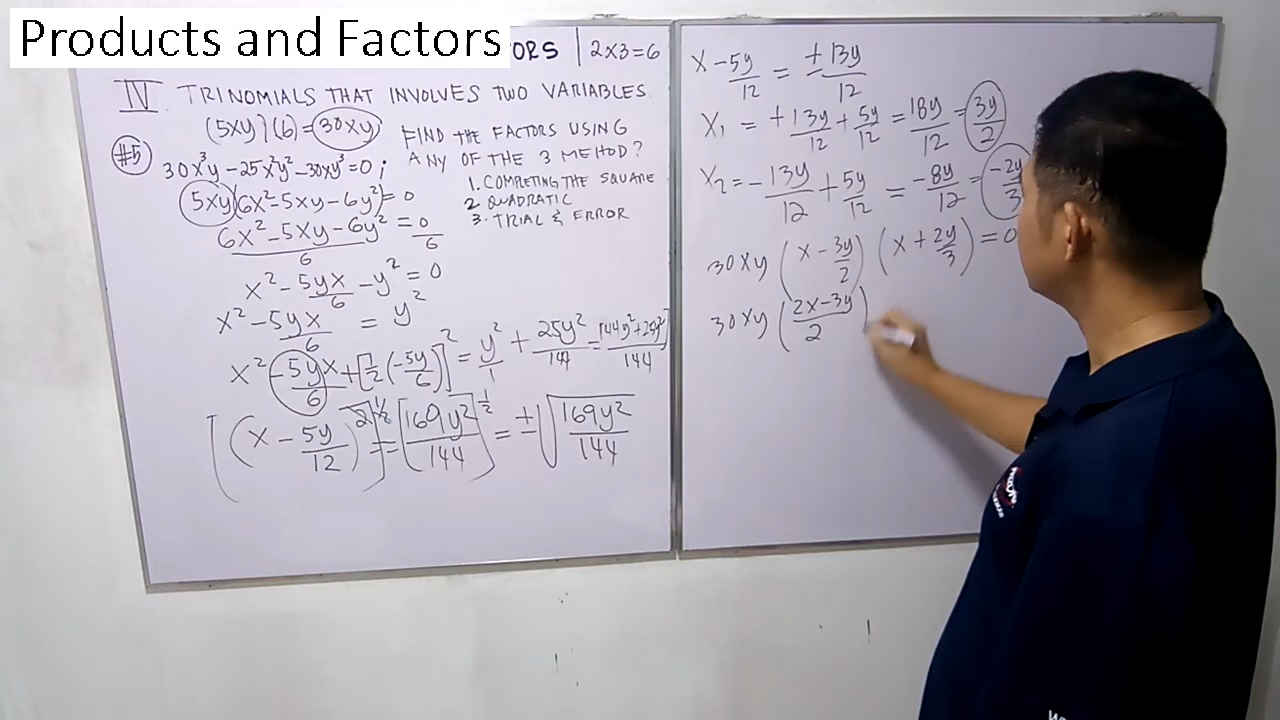 Products and Factors
ORS | 2x3=6
IV TRINOMIALS THAT INVOLVES TWO VARIABLES.
(5xy)(6)=30xy
#5) 30x³y-25x²y²-30xy³=0;
FIND THE FACTORS USING
ANY OF THE 3 MEHOD?
1. COMPLETING THE SQUARE
2 QUADRATIC
3. TRIAL & ERROR
5xy(6x²-5xy-6y²)=0
6x²-5xy-6y²/6=0/6
x²-5yx/6-y²=0
x²-5yx/6=y²
x²-5yx/6+[1/2(-5y/6)]²=y²/1+25y²/144=144y²+25y²/144
[(x-5y/12)²]^1/2=[169y²/144]^1/2=±√169y²/144
x-5y/12=±13y/12
x₁=+13y/12+5y/12=18y/12=3y/2
x₂=-13y/12+5y/12=-8y/12=-2y/3
30xy(x-3y/2)(x+2y/3)=0
30xy(2x-3y/2)